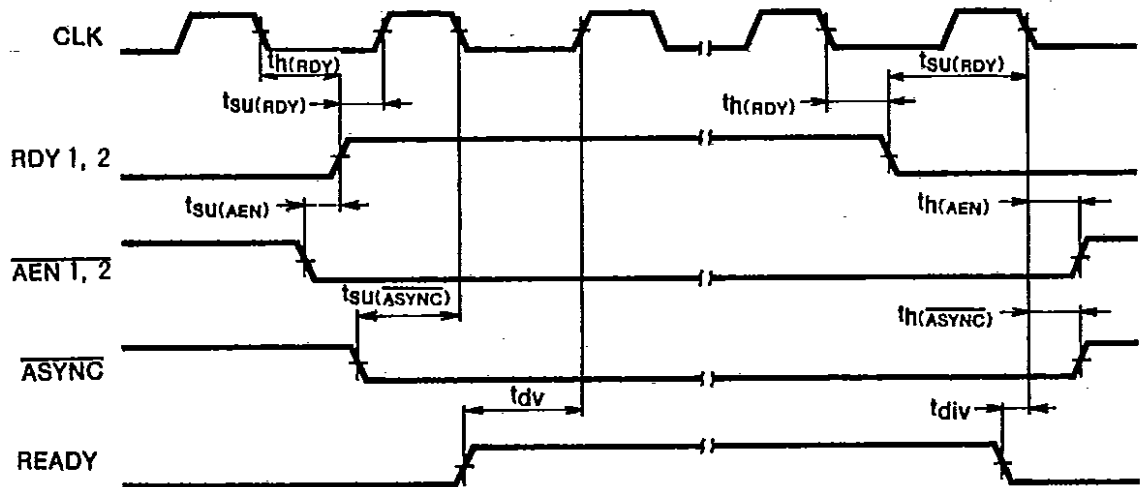 CLK
th(RDY)
tsu(RDY)
tsu(RDY)
th(RDY)
RDY 1, 2
tsu(AEN)
th(AEN)
AEN 1, 2
tsu(ASYNC)
th(ASYNC)
ASYNC
tdv
tdiv
READY